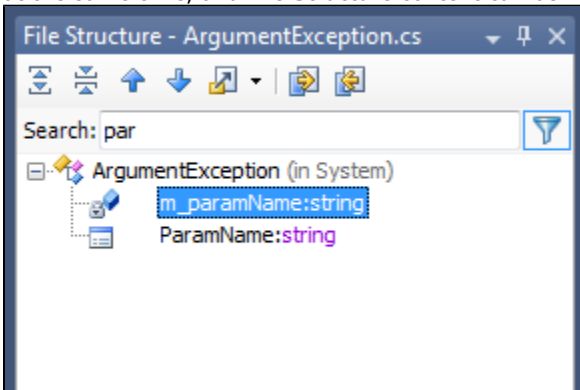 File Structure - ArgumentException.cs
Search: par
ArgumentException (in System)
m_paramName:string
ParamName:string